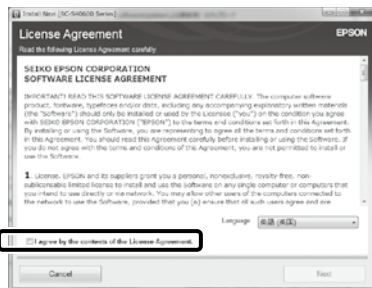 Install Navi [SC-S40600 Series]
License Agreement
EPSON
Read the following License Agreement carefully.
SEIKO EPSON CORPORATION
SOFTWARE LICENSE AGREEMENT
IMPORTANT! READ THIS SOFTWARE LICENSE AGREEMENT CAREFULLY. The computer software
product, fontware, typefaces and/or data, including any accompanying explanatory written materials
(the "Software") should only be installed or used by the Licensee ("you") on the condition you agree
with SEIKO EPSON CORPORATION ("EPSON") to the terms and conditions set forth in this Agreement.
By installing or using the Software, you are representing to agree all the terms and conditions set forth
in this Agreement. You should read this Agreement carefully before installing or using the Software. If
you do not agree with the terms and conditions of this Agreement, you are not permitted to install or
use the Software.
1. License. EPSON and its suppliers grant you a personal, nonexclusive, royalty-free, non-
sublicensable limited license to install and use the Software on any single computer or computers that
you intend to use directly or via network. You may allow other users of the computers connected to
the network to use the Software, provided that you (a) ensure that all such users agree and are
Language
英語 (英国)
I agree by the contents of the License Agreement.
Cancel
Next